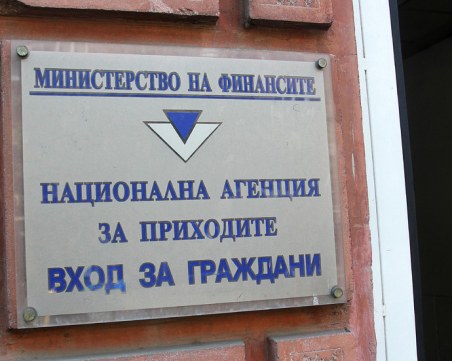 МИНИСТЕРСТВО НА ФИНАНСИТЕ
НАЦИОНАЛНА АГЕНЦИЯ
ЗА ПРИХОДИТЕ
ВХОД ЗА ГРАЖДАНИ